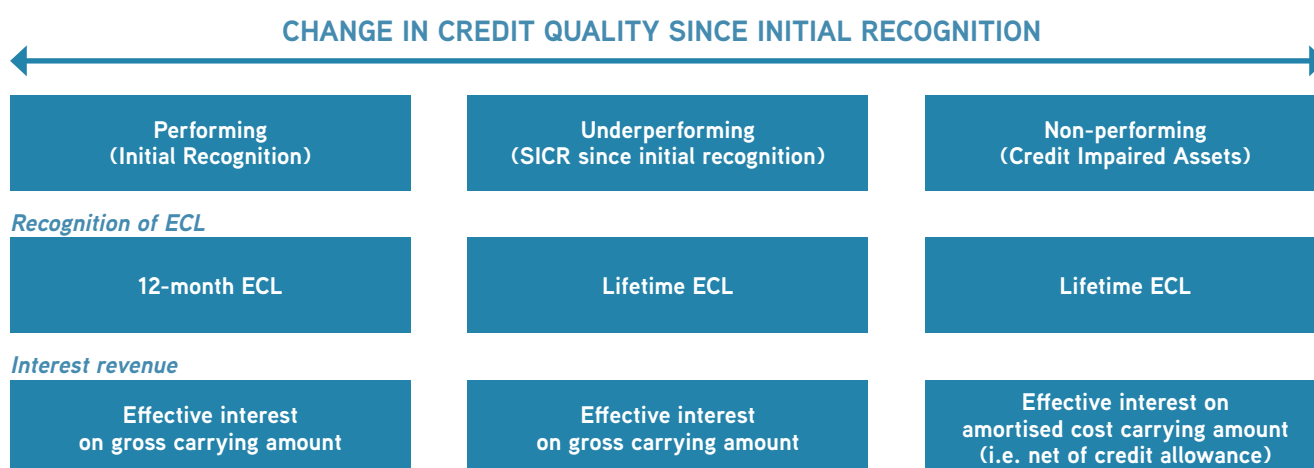 CHANGE IN CREDIT QUALITY SINCE INITIAL RECOGNITION
Performing
(Initial Recognition)
Underperforming
(SICR since initial recognition)
Non-performing
(Credit Impaired Assets)
Recognition of ECL
12-month ECL
Lifetime ECL
Lifetime ECL
Interest revenue
Effective interest
on gross carrying amount
Effective interest
on gross carrying amount
Effective interest on
amortised cost carrying amount
(i.e. net of credit allowance)